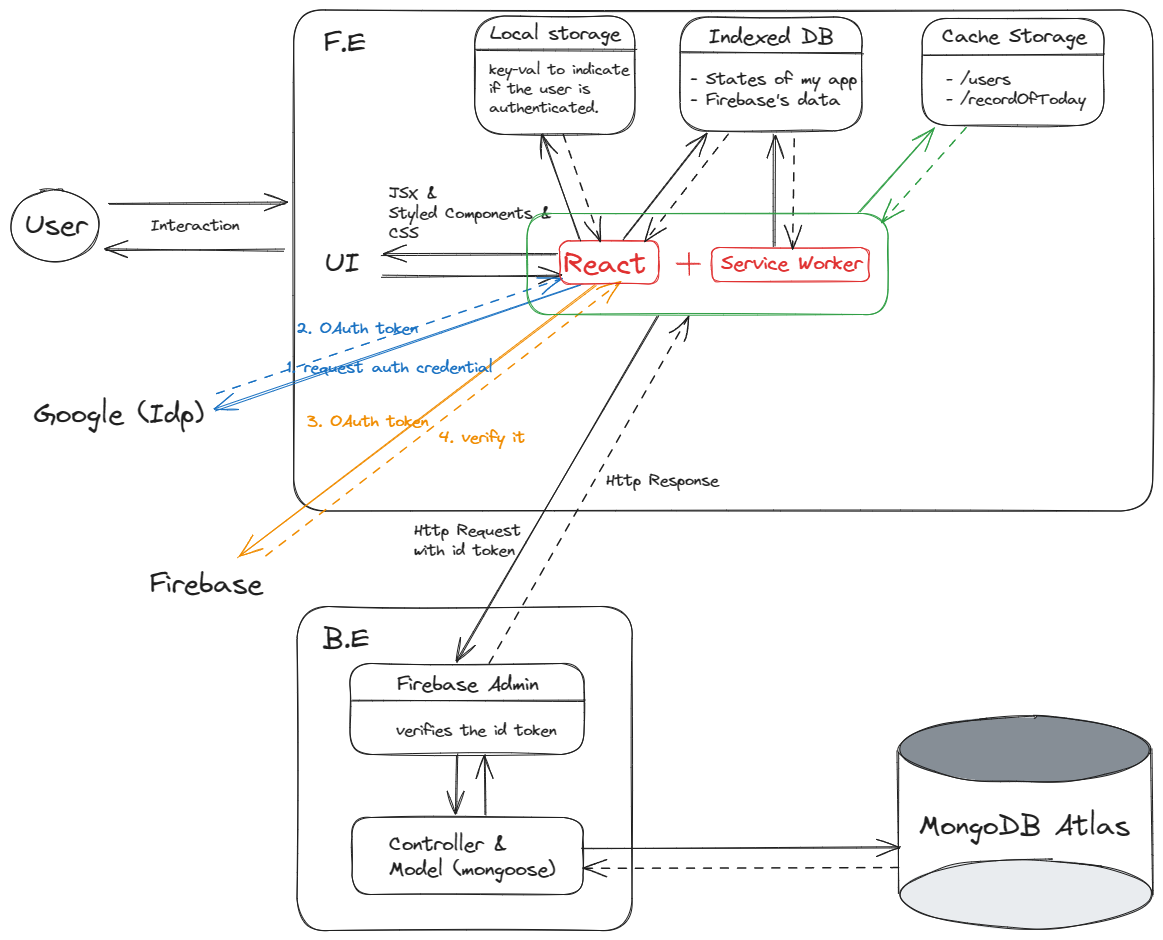 F.E
Local storage
key-val to indicate
if the user is
authenticated.
Indexed DB
- States of my app
- Firebase's data
Cache Storage
- /users
- /recordOfToday
User
Interaction
JSX &
Styled Components &
CSS
UI
React
+
Service Worker
2. OAuth token
1. request auth credential
Google (Idp)
3. OAuth token
4. verify it
Http Response
Http Request
with id token
Firebase
B.E
Firebase Admin
verifies the id token
Controller &
Model (mongoose)
MongoDB Atlas